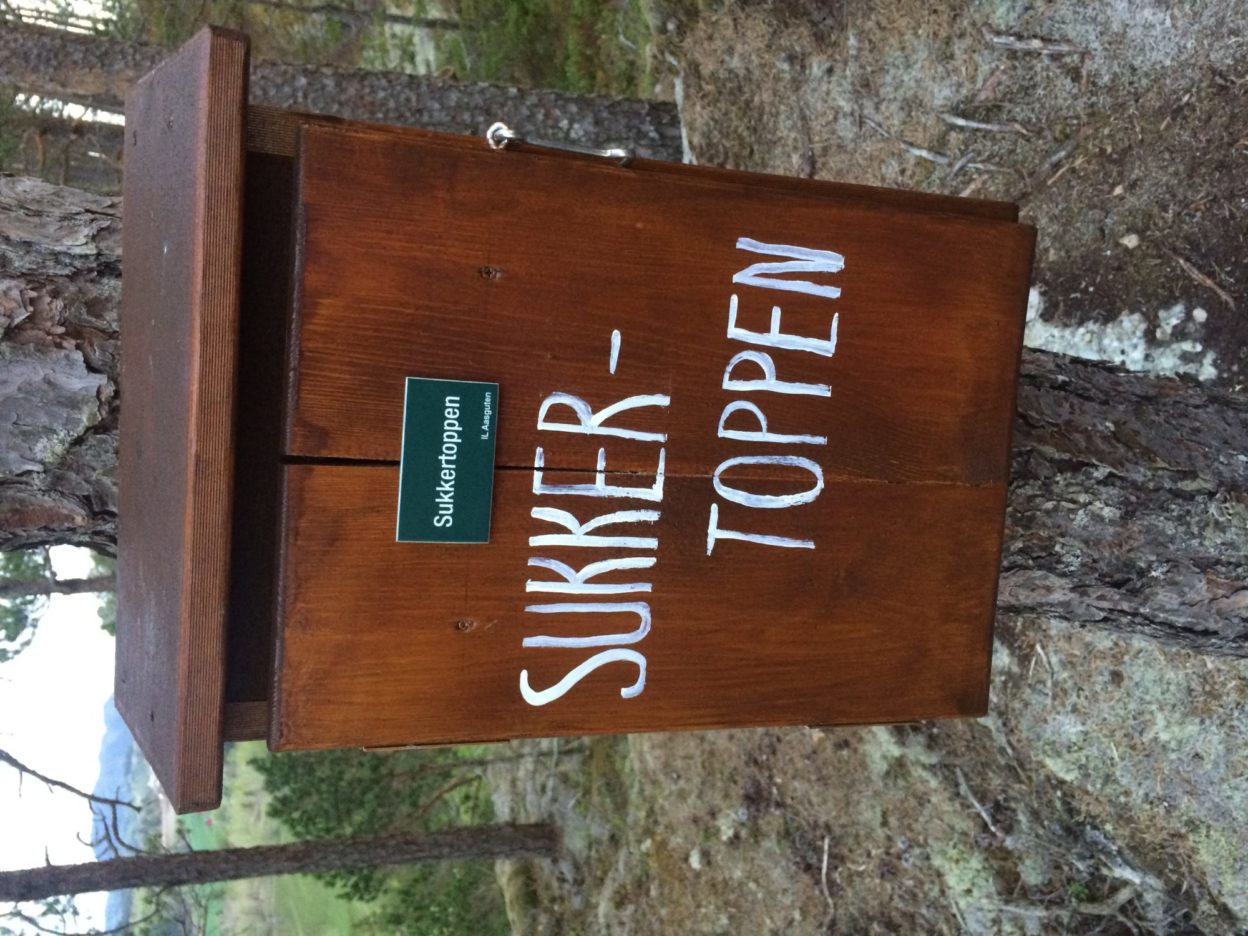 Sukkertoppen
IL Aasguten
SUKKER-
TOPPEN